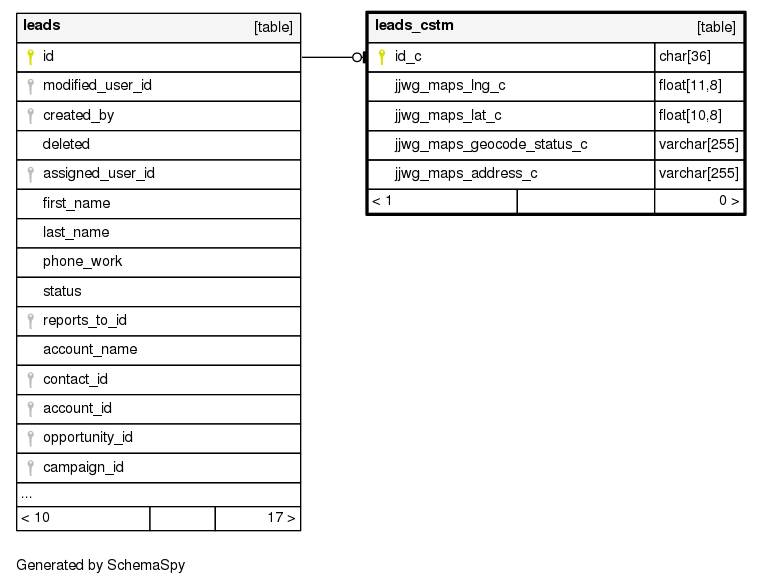 leads [table]
id
modified_user_id
created_by
deleted
assigned_user_id
first_name
last_name
phone_work
status
reports_to_id
account_name
contact_id
account_id
opportunity_id
campaign_id
...
< 10 17 >
leads_cstm [table]
id_c char[36]
jjwg_maps_lng_c float[11,8]
jjwg_maps_lat_c float[10,8]
jjwg_maps_geocode_status_c varchar[255]
jjwg_maps_address_c varchar[255]
< 1 0 >
Generated by SchemaSpy